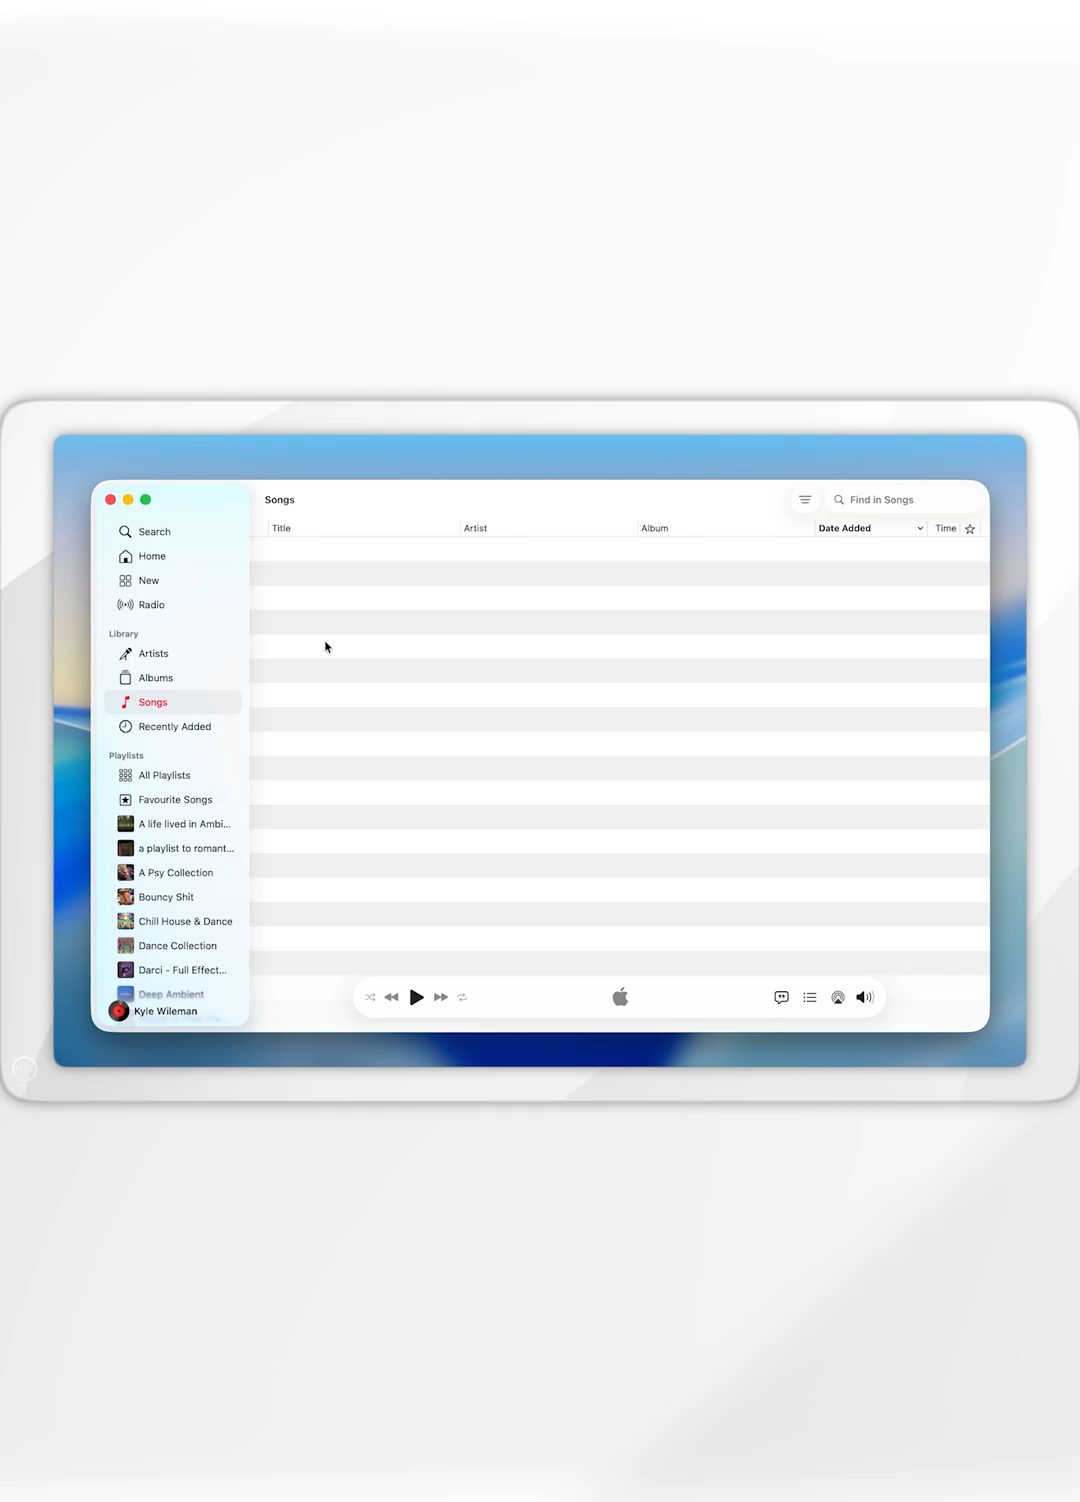 Songs
Find in Songs
Title Artist Album Date Added Time
Search
Home
New
Radio
Library
Artists
Albums
Songs
Recently Added
Playlists
All Playlists
Favourite Songs
A life lived in Ambi...
a playlist to romant...
A Psy Collection
Bouncy Shit
Chill House & Dance
Dance Collection
Darci - Full Effect...
Deep Ambient
Kyle Wileman